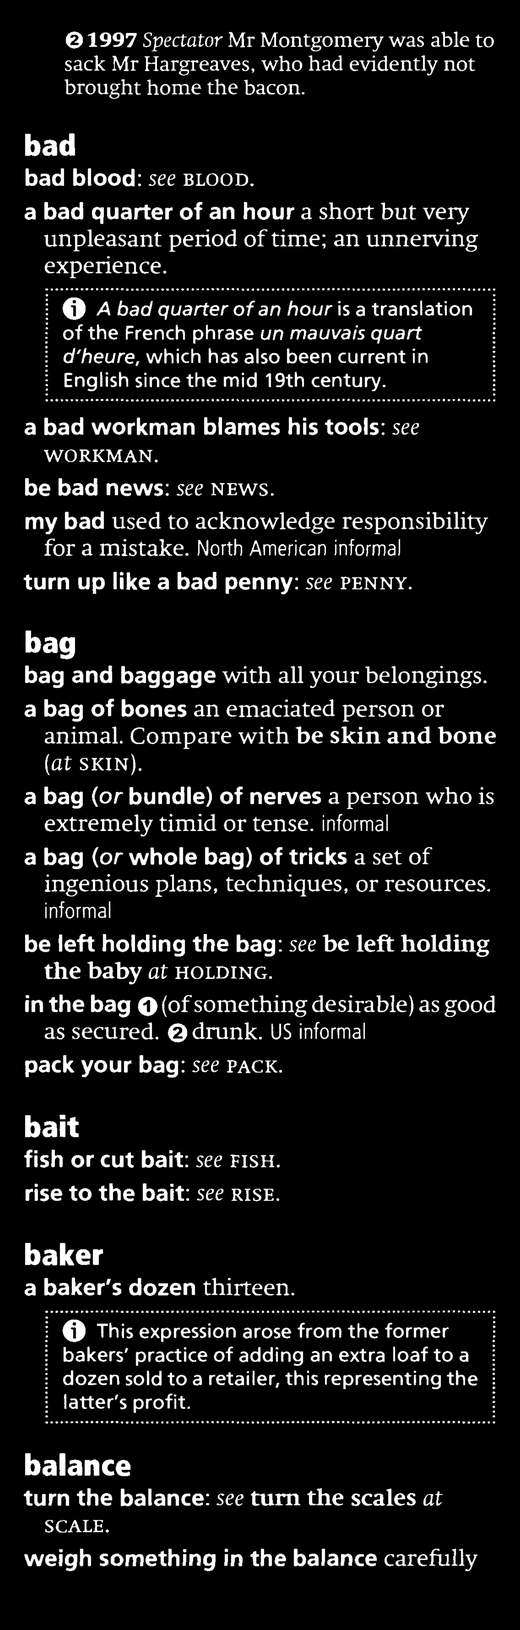 ❷ 1997 Spectator Mr Montgomery was able to
sack Mr Hargreaves, who had evidently not
brought home the bacon.
bad
bad blood: see BLOOD.
a bad quarter of an hour a short but very
unpleasant period of time; an unnerving
experience.
ℹ A bad quarter of an hour is a translation
of the French phrase un mauvais quart
d'heure, which has also been current in
English since the mid 19th century.
a bad workman blames his tools: see
WORKMAN.
be bad news: see NEWS.
my bad used to acknowledge responsibility
for a mistake. North American informal
turn up like a bad penny: see PENNY.
bag
bag and baggage with all your belongings.
a bag of bones an emaciated person or
animal. Compare with be skin and bone
(at SKIN).
a bag (or bundle) of nerves a person who is
extremely timid or tense. informal
a bag (or whole bag) of tricks a set of
ingenious plans, techniques, or resources.
informal
be left holding the bag: see be left holding
the baby at HOLDING.
in the bag ❶ (of something desirable) as good
as secured. ❷ drunk. US informal
pack your bag: see PACK.
bait
fish or cut bait: see FISH.
rise to the bait: see RISE.
baker
a baker's dozen thirteen.
ℹ This expression arose from the former
bakers' practice of adding an extra loaf to a
dozen sold to a retailer, this representing the
latter's profit.
balance
turn the balance: see turn the scales at
SCALE.
weigh something in the balance carefully